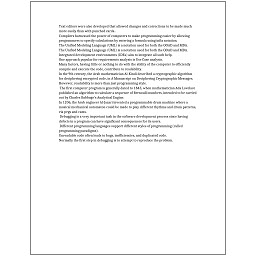 Text editors were also developed that allowed changes and corrections to be made much
more easily than with punched cards.
Compilers harnessed the power of computers to make programming easier by allowing
programmers to specify calculations by entering a formula using infix notation.
The Unified Modeling Language (UML) is a notation used for both the OOAD and MDA.
The Unified Modeling Language (UML) is a notation used for both the OOAD and MDA.
Integrated development environments (IDEs) aim to integrate all such help.
One approach popular for requirements analysis is Use Case analysis.
Many factors, having little or nothing to do with the ability of the computer to efficiently
compile and execute the code, contribute to readability.
In the 9th century, the Arab mathematician Al-Kindi described a cryptographic algorithm
for deciphering encrypted code, in A Manuscript on Deciphering Cryptographic Messages.
However, readability is more than just programming style.
The first computer program is generally dated to 1843, when mathematician Ada Lovelace
published an algorithm to calculate a sequence of Bernoulli numbers, intended to be carried
out by Charles Babbage's Analytical Engine.
In 1206, the Arab engineer Al-Jazari invented a programmable drum machine where a
musical mechanical automaton could be made to play different rhythms and drum patterns,
via pegs and cams.
Debugging is a very important task in the software development process since having
defects in a program can have significant consequences for its users.
Different programming languages support different styles of programming (called
programming paradigms).
Unreadable code often leads to bugs, inefficiencies, and duplicated code.
Normally the first step in debugging is to attempt to reproduce the problem.